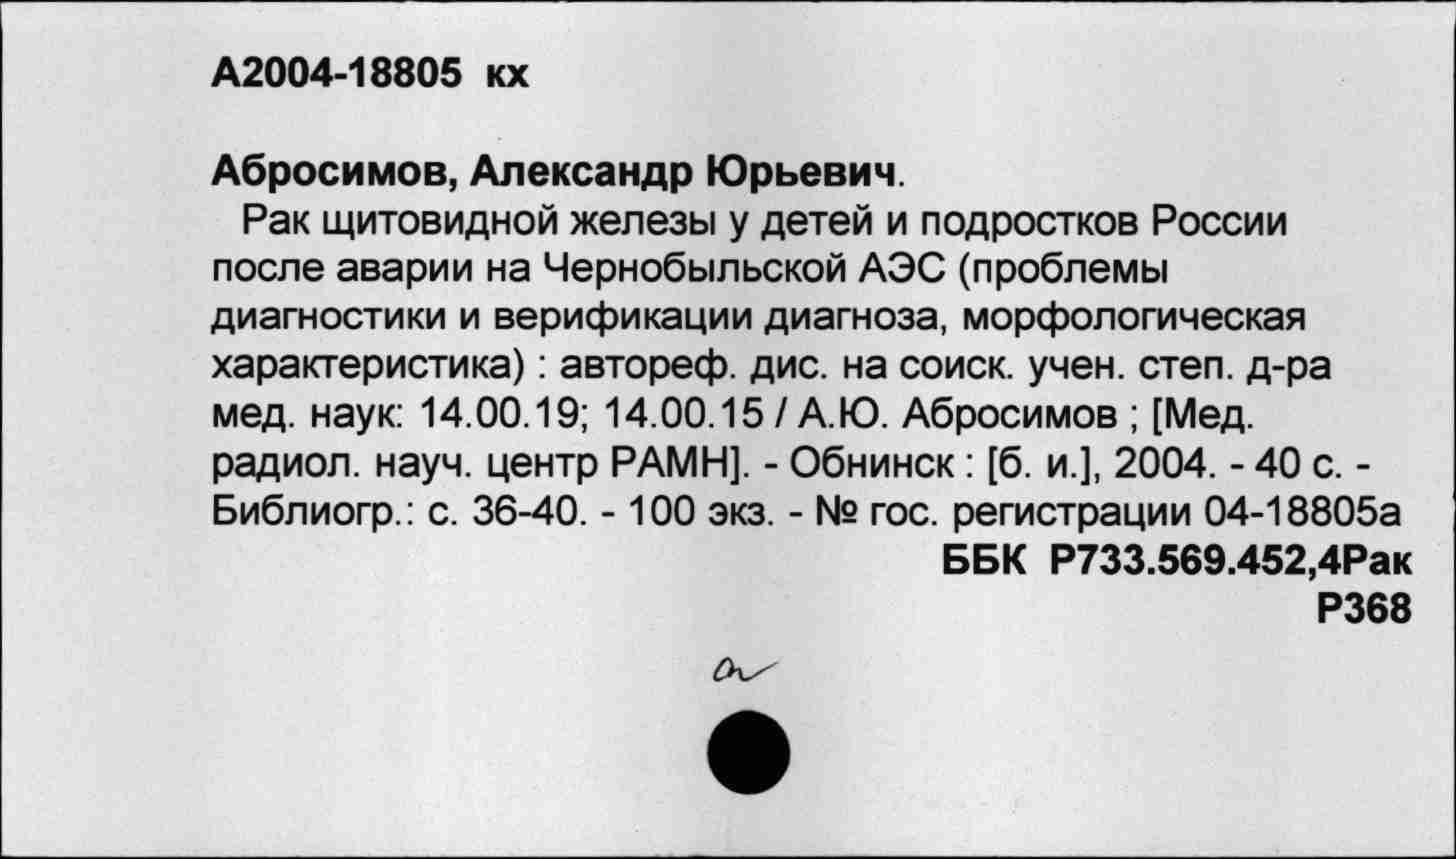 А2004-18805 кх
Абросимов, Александр Юрьевич.
Рак щитовидной железы у детей и подростков России
после аварии на Чернобыльской АЭС (проблемы
диагностики и верификации диагноза, морфологическая
характеристика) : автореф. дис. на соиск. учен. степ. д-ра
мед. наук: 14.00.19; 14.00.15 / А.Ю. Абросимов ; [Мед.
радиол. науч. центр РАМН]. - Обнинск : [б. и.], 2004. - 40 с. -
Библиогр.: с. 36-40. - 100 экз. - № гос. регистрации 04-18805а
ББК Р733.569.452,4Рак
Р368